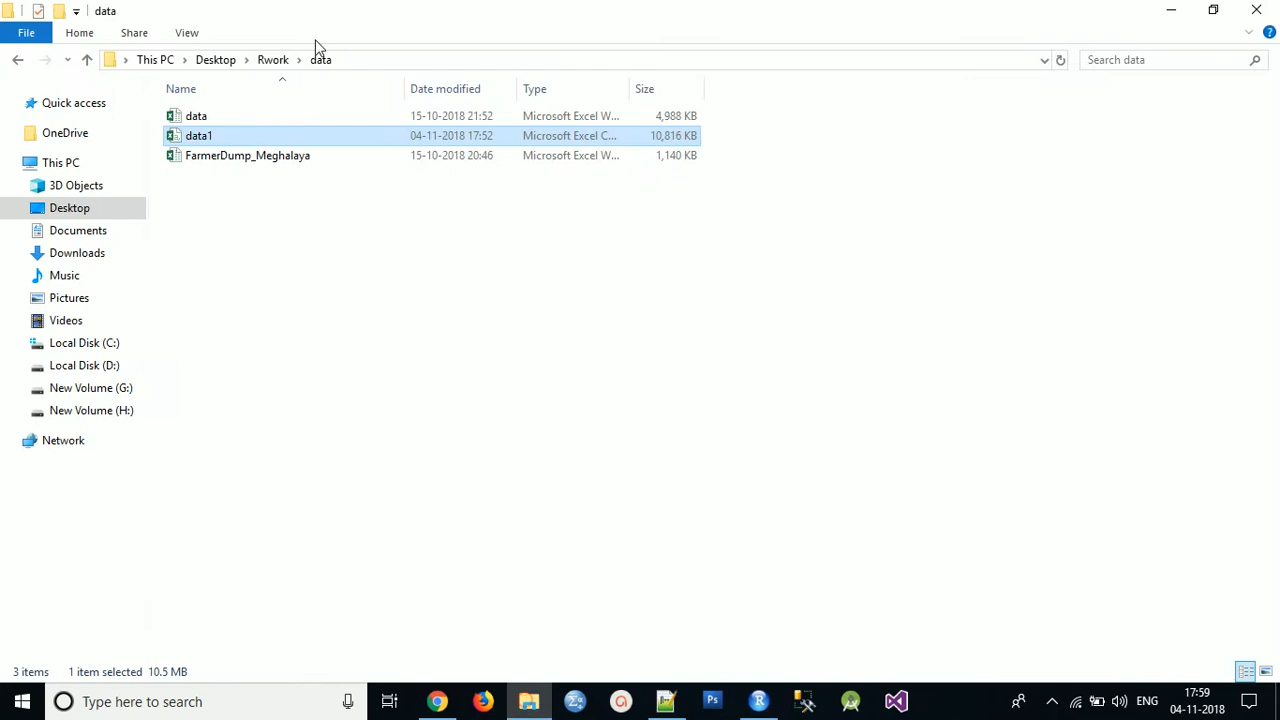 data
File Home Share View
This PC Desktop Rwork data Search data
Name Date modified Type Size
data 15-10-2018 21:52 Microsoft Excel W... 4,988 KB
data1 04-11-2018 17:52 Microsoft Excel C... 10,816 KB
FarmerDump_Meghalaya 15-10-2018 20:46 Microsoft Excel W... 1,140 KB
Quick access
OneDrive
This PC
3D Objects
Desktop
Documents
Downloads
Music
Pictures
Videos
Local Disk (C:)
Local Disk (D:)
New Volume (G:)
New Volume (H:)
Network
3 items 1 item selected 10.5 MB
Type here to search
Ps
R
ENG
17:59
04-11-2018